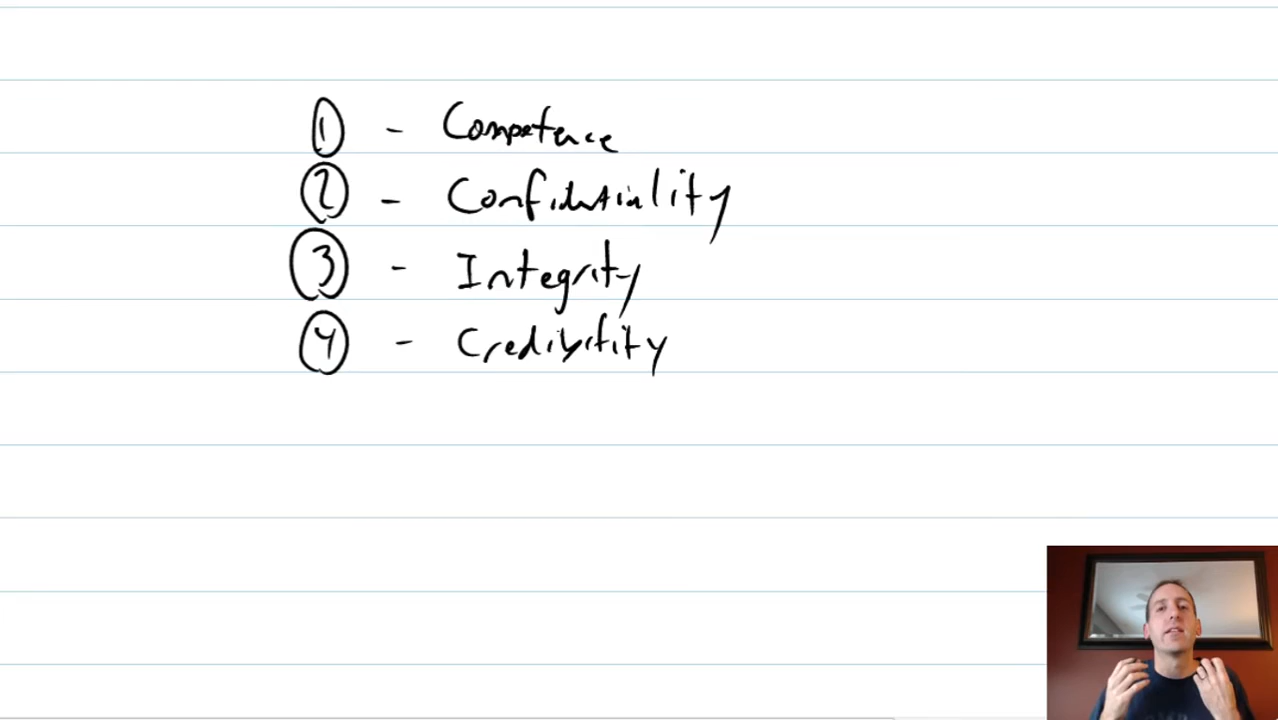 ① - Competence
② - Confidentiality
③ - Integrity
④ - Credibility